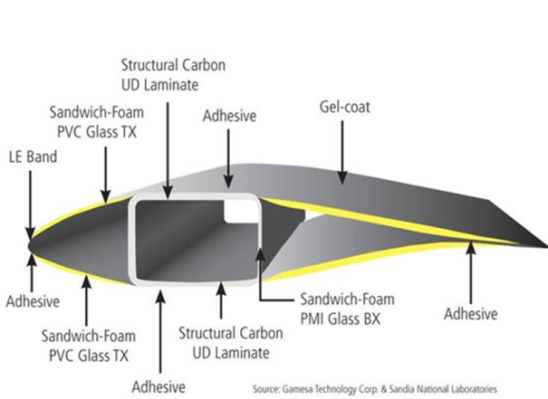 Structural Carbon
UD Laminate
Sandwich-Foam
PVC Glass TX
Adhesive
Gel-coat
LE Band
Adhesive
Sandwich-Foam
PVC Glass TX
Structural Carbon
UD Laminate
Sandwich-Foam
PMI Glass BX
Adhesive
Adhesive
Source: Gamesa Technology Corp. & Sandia National Laboratories